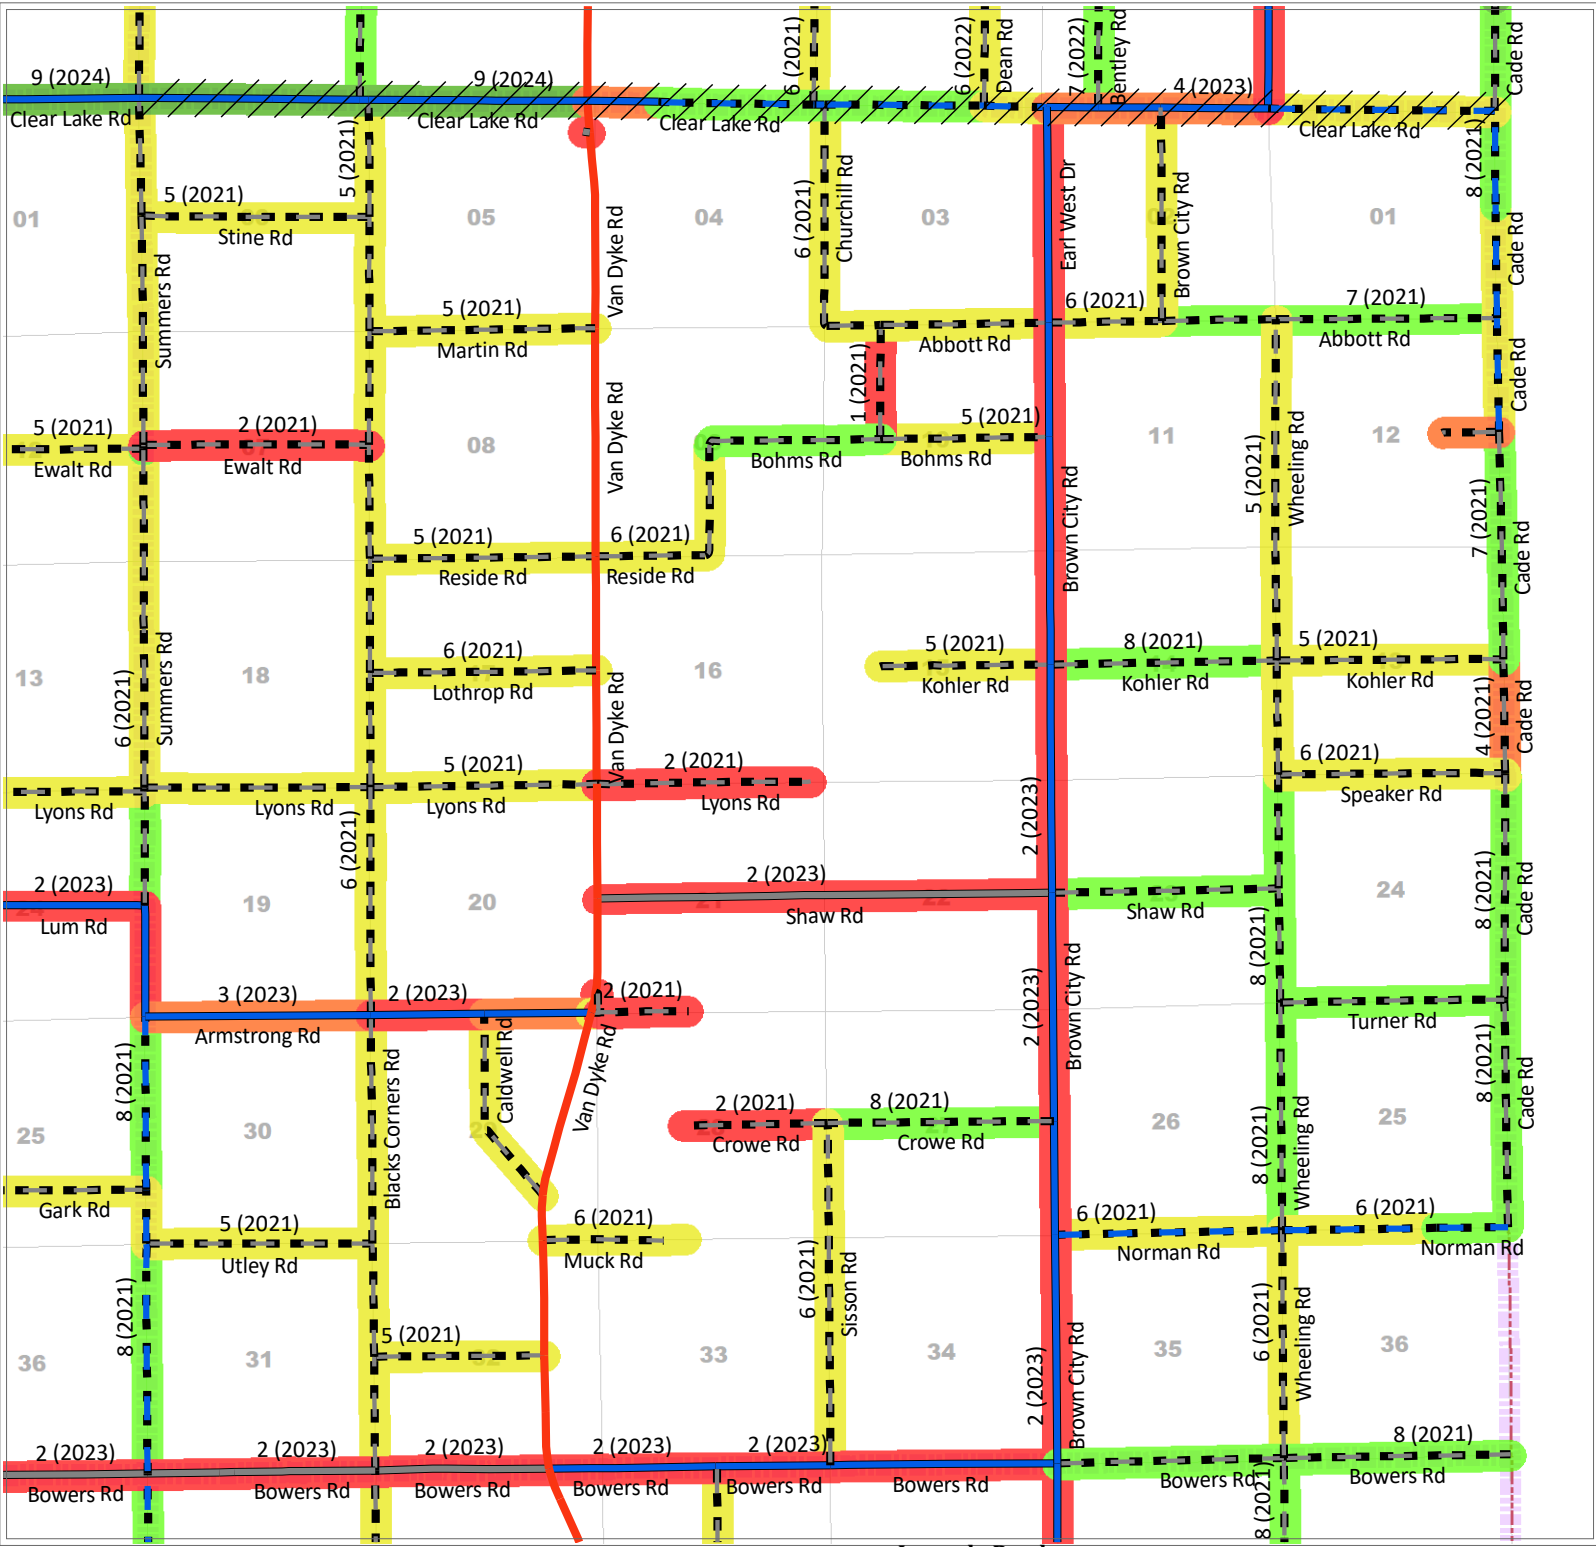 6 (2021)
6 (2022)
Dean Rd
7 (2022)
Bentley Rd
Cade Rd
9 (2024)
9 (2024)
4 (2023)
Clear Lake Rd
Clear Lake Rd
Clear Lake Rd
Clear Lake Rd
5 (2021)
8 (2021)
5 (2021)
Stine Rd
01
05
04
03
01
6 (2021)
Churchill Rd
Earl West Dr
Brown City Rd
Van Dyke Rd
Summers Rd
Cade Rd
5 (2021)
Martin Rd
6 (2021)
7 (2021)
Abbott Rd
Abbott Rd
1 (2021)
Cade Rd
5 (2021)
2 (2021)
Ewalt Rd
Ewalt Rd
08
Van Dyke Rd
5 (2021)
Bohms Rd
Bohms Rd
11
12
5 (2021)
Wheeling Rd
7 (2021)
Cade Rd
5 (2021)
6 (2021)
Reside Rd
Reside Rd
Brown City Rd
13
18
16
6 (2021)
Summers Rd
6 (2021)
Lothrop Rd
Van Dyke Rd
5 (2021)
8 (2021)
5 (2021)
Kohler Rd
Kohler Rd
Kohler Rd
4 (2021)
Cade Rd
5 (2021)
2 (2021)
6 (2021)
Lyons Rd
Lyons Rd
Lyons Rd
Lyons Rd
Speaker Rd
6 (2021)
2 (2023)
2 (2023)
2 (2023)
24
19
20
21
22
23
24
Lum Rd
Shaw Rd
Shaw Rd
8 (2021)
8 (2021)
Cade Rd
3 (2023)
2 (2023)
2 (2021)
Armstrong Rd
2 (2023)
Brown City Rd
Turner Rd
8 (2021)
Blacks Corners Rd
Caldwell Rd
Van Dyke Rd
8 (2021)
Cade Rd
2 (2021)
8 (2021)
25
30
29
28
27
26
25
Crowe Rd
Crowe Rd
8 (2021)
Wheeling Rd
Gark Rd
5 (2021)
6 (2021)
6 (2021)
6 (2021)
Utley Rd
Muck Rd
Norman Rd
Norman Rd
8 (2021)
6 (2021)
Sisson Rd
6 (2021)
Wheeling Rd
5 (2021)
36
31
32
33
34
35
36
2 (2023)
Brown City Rd
2 (2023)
2 (2023)
2 (2023)
2 (2023)
2 (2023)
8 (2021)
Bowers Rd
Bowers Rd
Bowers Rd
Bowers Rd
Bowers Rd
Bowers Rd
Bowers Rd
Bowers Rd
8 (2021)